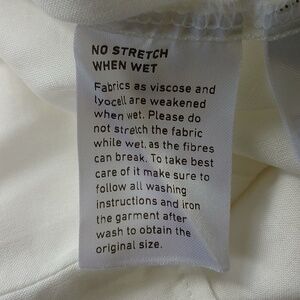 NO STRETCH
WHEN WET
Fabrics as viscose and
lyocell are weakened
when wet. Please do
not stretch the fabric
while wet, as the fibres
can break. To take best
care of it make sure to
follow all washing
instructions and iron
the garment after
wash to obtain the
original size.